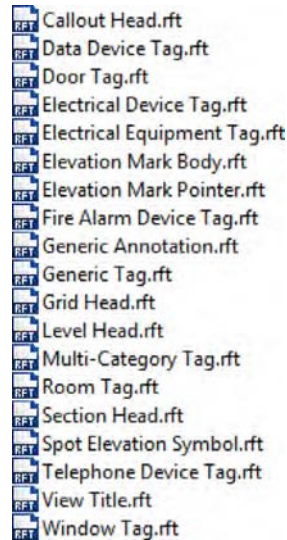 Callout Head.rft
Data Device Tag.rft
Door Tag.rft
Electrical Device Tag.rft
Electrical Equipment Tag.rft
Elevation Mark Body.rft
Elevation Mark Pointer.rft
Fire Alarm Device Tag.rft
Generic Annotation.rft
Generic Tag.rft
Grid Head.rft
Level Head.rft
Multi-Category Tag.rft
Room Tag.rft
Section Head.rft
Spot Elevation Symbol.rft
Telephone Device Tag.rft
View Title.rft
Window Tag.rft